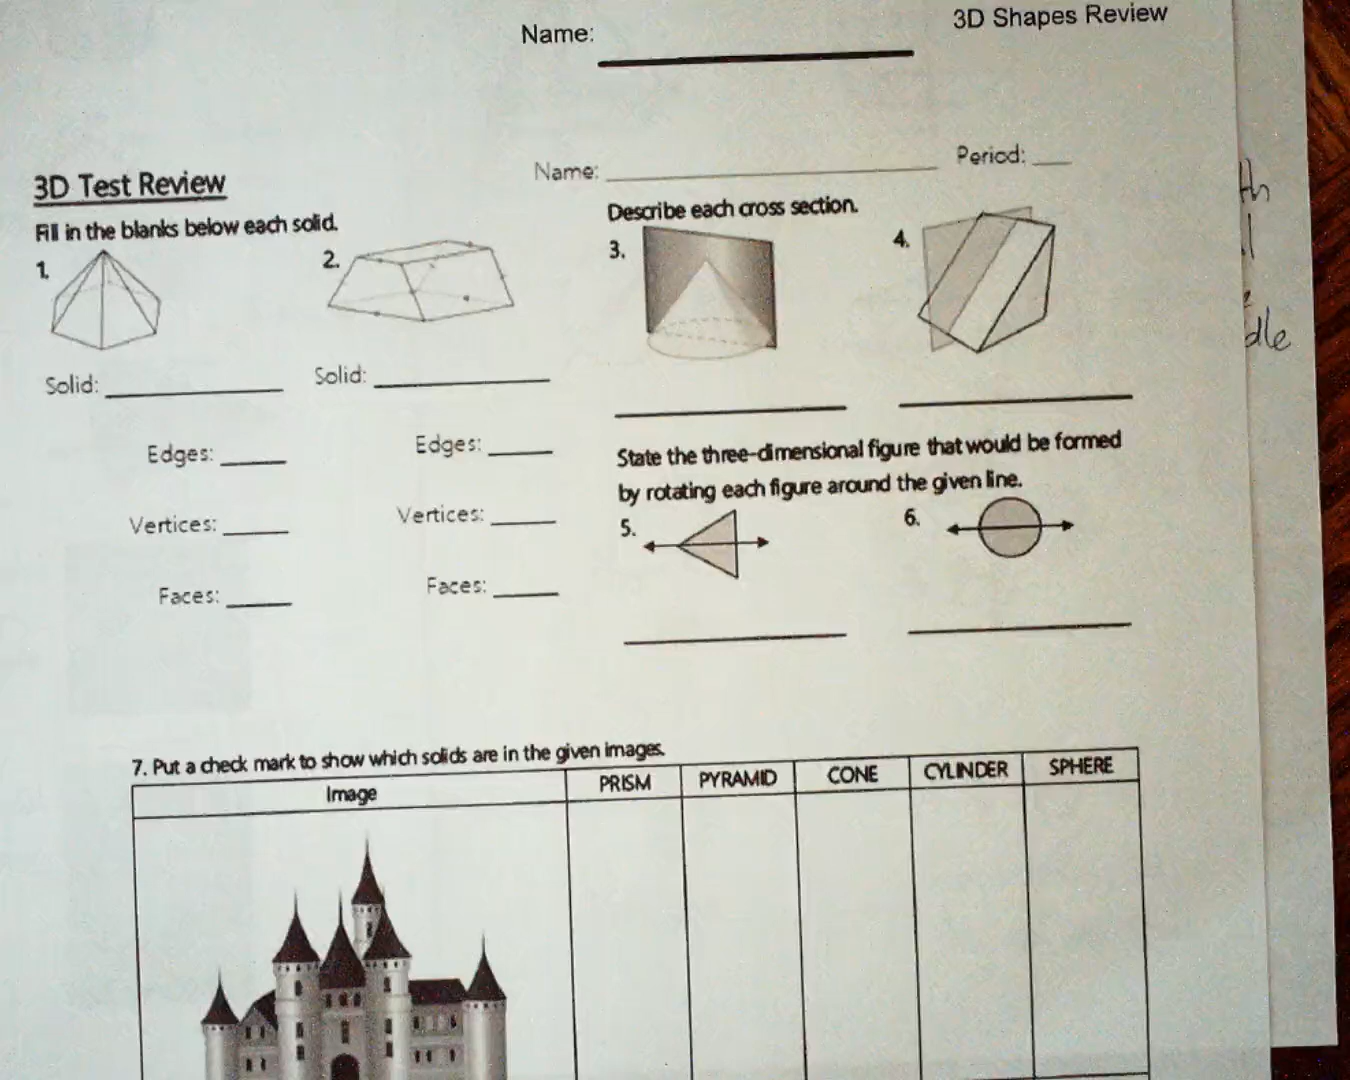 Name:
3D Shapes Review
Name:
Period:
3D Test Review
Fill in the blanks below each solid.
1.
2.
Solid:
Solid:
Edges:
Edges:
Vertices:
Vertices:
Faces:
Faces:
Describe each cross section.
3.
4.
State the three-dimensional figure that would be formed
by rotating each figure around the given line.
5.
6.
7. Put a check mark to show which solids are in the given images.
Image
PRISM
PYRAMID
CONE
CYLINDER
SPHERE
th
dle